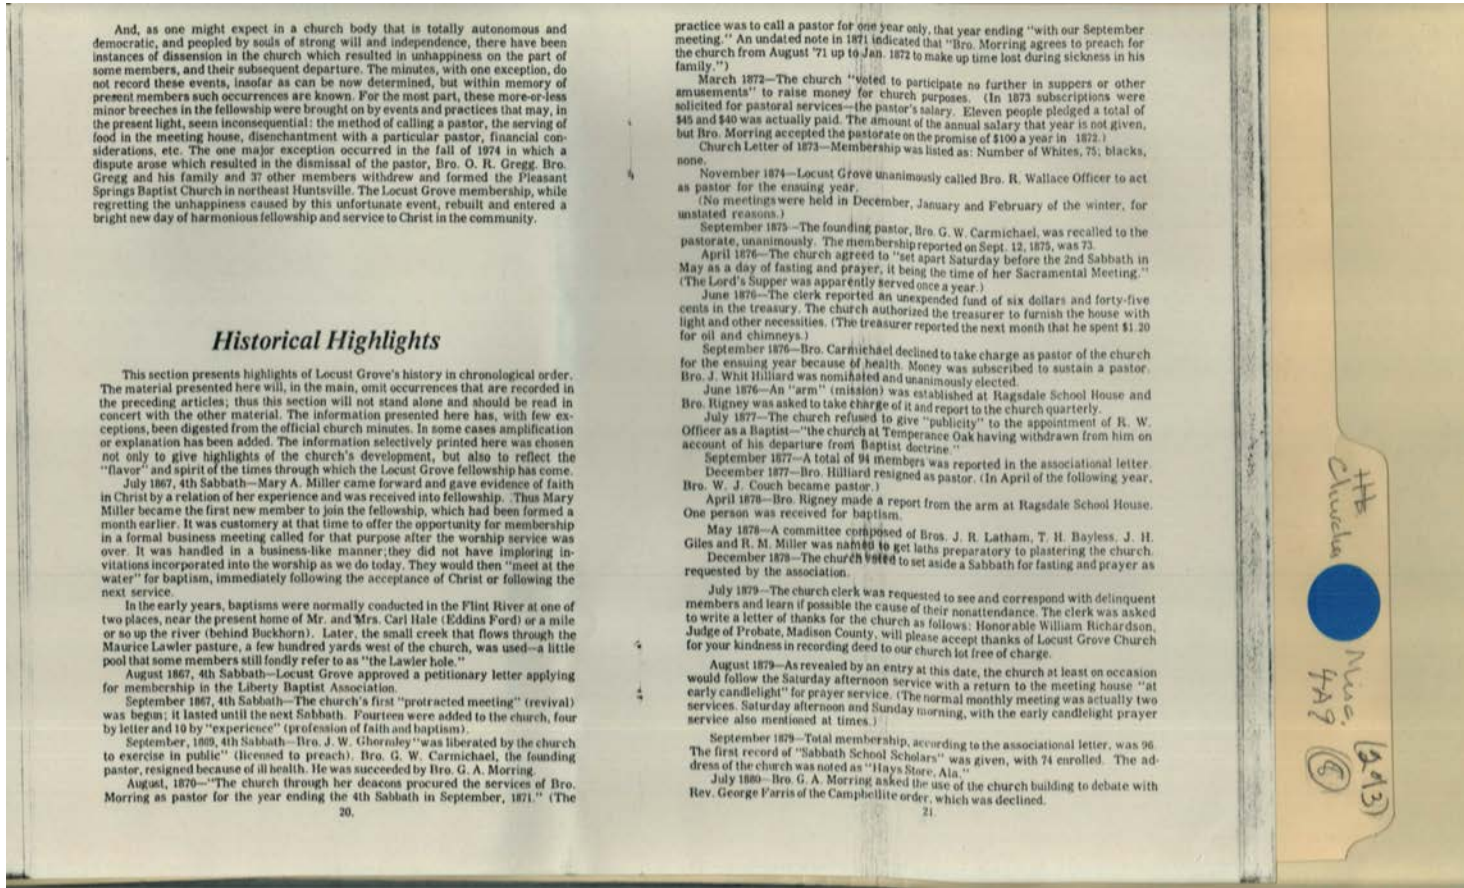 And, as one might expect in a church body that is totally autonomous and
democratic, and peopled by souls of strong will and independence, there have been
instances of dissension in the church which resulted in unhappiness on the part of
some members, and their subsequent departure. The minutes, with one exception, do
not record these events, insofar as can be now determined, but within memory of
present members such occurrences are known. For the most part, these more-or-less
minor breeches in the fellowship were brought on by events and practices that may, in
the present light, seem inconsequential: the method of calling a pastor, the serving of
food in the meeting house, disenchantment with a particular pastor, financial con-
siderations, etc. The one major exception occurred in the fall of 1974 in which a
dispute arose which resulted in the dismissal of the pastor, Bro. O. R. Gregg. Bro.
Gregg and his family and 37 other members withdrew and formed the Pleasant
Springs Baptist Church in northeast Huntsville. The Locust Grove membership, while
regretting the unhappiness caused by this unfortunate event, rebuilt and entered a
bright new day of harmonious fellowship and service to Christ in the community.
Historical Highlights
This section presents highlights of Locust Grove's history in chronological order.
The material presented here will, in the main, omit occurrences that are recorded in
the preceding articles; thus this section will not stand alone and should be read in
concert with the other material. The information presented here has, with few ex-
ceptions, been digested from the official church minutes. In some cases amplification
or explanation has been added. The information selectively printed here was chosen
not only to give highlights of the church's development, but also to reflect the
"flavor" and spirit of the times through which the Locust Grove fellowship has come.
July 1867, 4th Sabbath—Mary A. Miller came forward and gave evidence of faith
in Christ by a relation of her experience and was received into fellowship. Thus Mary
Miller became the first new member to join the fellowship, which had been formed a
month earlier. It was customery at that time to offer the opportunity for membership
in a formal business meeting called for that purpose after the worship service was
over. It was handled in a business-like manner;they did not have imploring in-
vitations incorporated into the worship as we do today. They would then "meet at the
water" for baptism, immediately following the acceptance of Christ or following the
next service.
In the early years, baptisms were normally conducted in the Flint River at one of
two places, near the present home of Mr. and Mrs. Carl Hale (Eddins Ford) or a mile
or so up the river (behind Buckhorn). Later, the small creek that flows through the
Maurice Lawler pasture, a few hundred yards west of the church, was used—a little
pool that some members still fondly refer to as "the Lawler hole."
August 1867, 4th Sabbath—Locust Grove approved a petitionary letter applying
for membership in the Liberty Baptist Association.
September 1867, 4th Sabbath—The church's first "protracted meeting" (revival)
was begun; it lasted until the next Sabbath. Fourteen were added to the church, four
by letter and 10 by "experience" (profession of faith and baptism).
September, 1869, 4th Sabbath—Bro. J. W. Ghormley "was liberated by the church
to exercise in public" (licensed to preach). Bro. G. W. Carmichael, the founding
pastor, resigned because of ill health. He was succeeded by Bro. G. A. Morring.
August, 1870—"The church through her deacons procured the services of Bro.
Morring as pastor for the year ending the 4th Sabbath in September, 1871." (The
20.
practice was to call a pastor for one year only, that year ending "with our September
meeting." An undated note in 1871 indicated that "Bro. Morring agrees to preach for
the church from August '71 up to Jan. 1872 to make up time lost during sickness in his
family.")
March 1872—The church "voted to participate no further in suppers or other
amusements" to raise money for church purposes. (In 1873 subscriptions were
solicited for pastoral services—the pastor's salary. Eleven people pledged a total of
$45 and $40 was actually paid. The amount of the annual salary that year is not given,
but Bro. Morring accepted the pastorate on the promise of $100 a year in 1872.)
Church Letter of 1873—Membership was listed as: Number of Whites, 75; blacks,
none.
November 1874—Locust Grove unanimously called Bro. R. Wallace Officer to act
as pastor for the ensuing year.
(No meetings were held in December, January and February of the winter, for
unstated reasons.)
September 1875—The founding pastor, Bro. G. W. Carmichael, was recalled to the
pastorate, unanimously. The membership reported on Sept. 12, 1875, was 73.
April 1876—The church agreed to "set apart Saturday before the 2nd Sabbath in
May as a day of fasting and prayer, it being the time of her Sacramental Meeting."
(The Lord's Supper was apparently served once a year.)
June 1876—The clerk reported an unexpended fund of six dollars and forty-five
cents in the treasury. The church authorized the treasurer to furnish the house with
light and other necessities. (The treasurer reported the next month that he spent $1.20
for oil and chimneys.)
September 1876—Bro. Carmichael declined to take charge as pastor of the church
for the ensuing year because of health. Money was subscribed to sustain a pastor.
Bro. J. Whit Hilliard was nominated and unanimously elected.
June 1876—An "arm" (mission) was established at Ragsdale School House and
Bro. Rigney was asked to take charge of it and report to the church quarterly.
July 1877—The church refused to give "publicity" to the appointment of R. W.
Officer as a Baptist—"the church at Temperance Oak having withdrawn from him on
account of his departure from Baptist doctrine."
September 1877—A total of 94 members was reported in the associational letter.
December 1877—Bro. Hilliard resigned as pastor. (In April of the following year,
Bro. W. J. Couch became pastor.)
April 1878—Bro. Rigney made a report from the arm at Ragsdale School House.
One person was received for baptism.
May 1878—A committee composed of Bros. J. R. Latham, T. H. Bayless, J. H.
Giles and R. M. Miller was named to get laths preparatory to plastering the church.
December 1878—The church voted to set aside a Sabbath for fasting and prayer as
requested by the association.
July 1879—The church clerk was requested to see and correspond with delinquent
members and learn if possible the cause of their nonattendance. The clerk was asked
to write a letter of thanks for the church as follows: Honorable William Richardson,
Judge of Probate, Madison County, will please accept thanks of Locust Grove Church
for your kindness in recording deed to our church lot free of charge.
August 1879—As revealed by an entry at this date, the church at least on occasion
would follow the Saturday afternoon service with a return to the meeting house "at
early candlelight" for prayer service. (The normal monthly meeting was actually two
services. Saturday afternoon and Sunday morning, with the early candlelight prayer
service also mentioned at times.)
September 1879—Total membership, according to the associational letter, was 96.
The first record of "Sabbath School Scholars" was given, with 74 enrolled. The ad-
dress of the church was noted as "Hays Store, Ala."
July 1880—Bro. G. A. Morring asked the use of the church building to debate with
Rev. George Farris of the Camphellite order, which was declined.
21.
Churches Misc. (2 of 3)
4A9 (8)